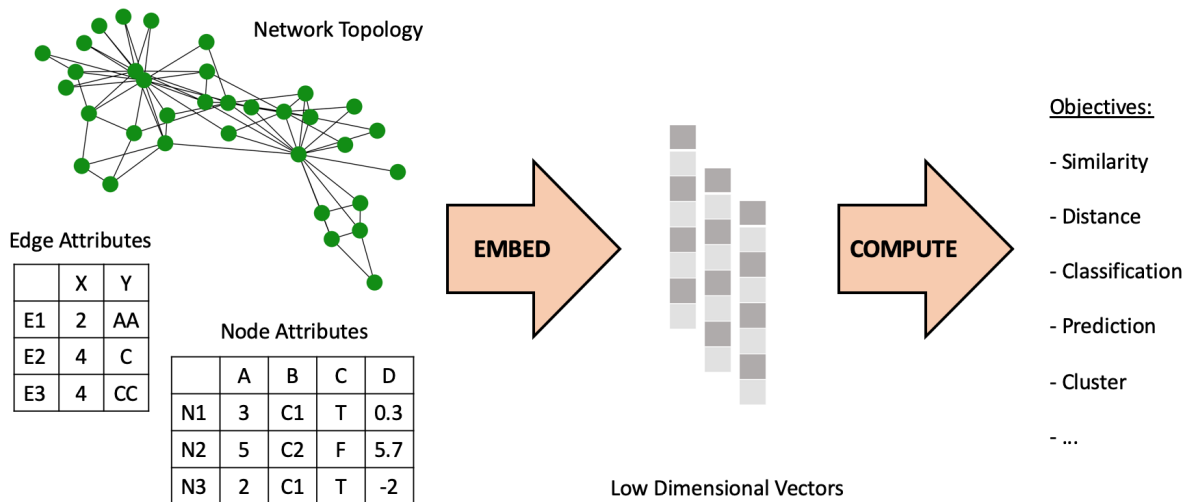 Network Topology
Edge Attributes
X Y
E1 2 AA
E2 4 C
E3 4 CC
Node Attributes
A B C D
N1 3 C1 T 0.3
N2 5 C2 F 5.7
N3 2 C1 T -2
EMBED
Low Dimensional Vectors
COMPUTE
Objectives:
- Similarity
- Distance
- Classification
- Prediction
- Cluster
- ...